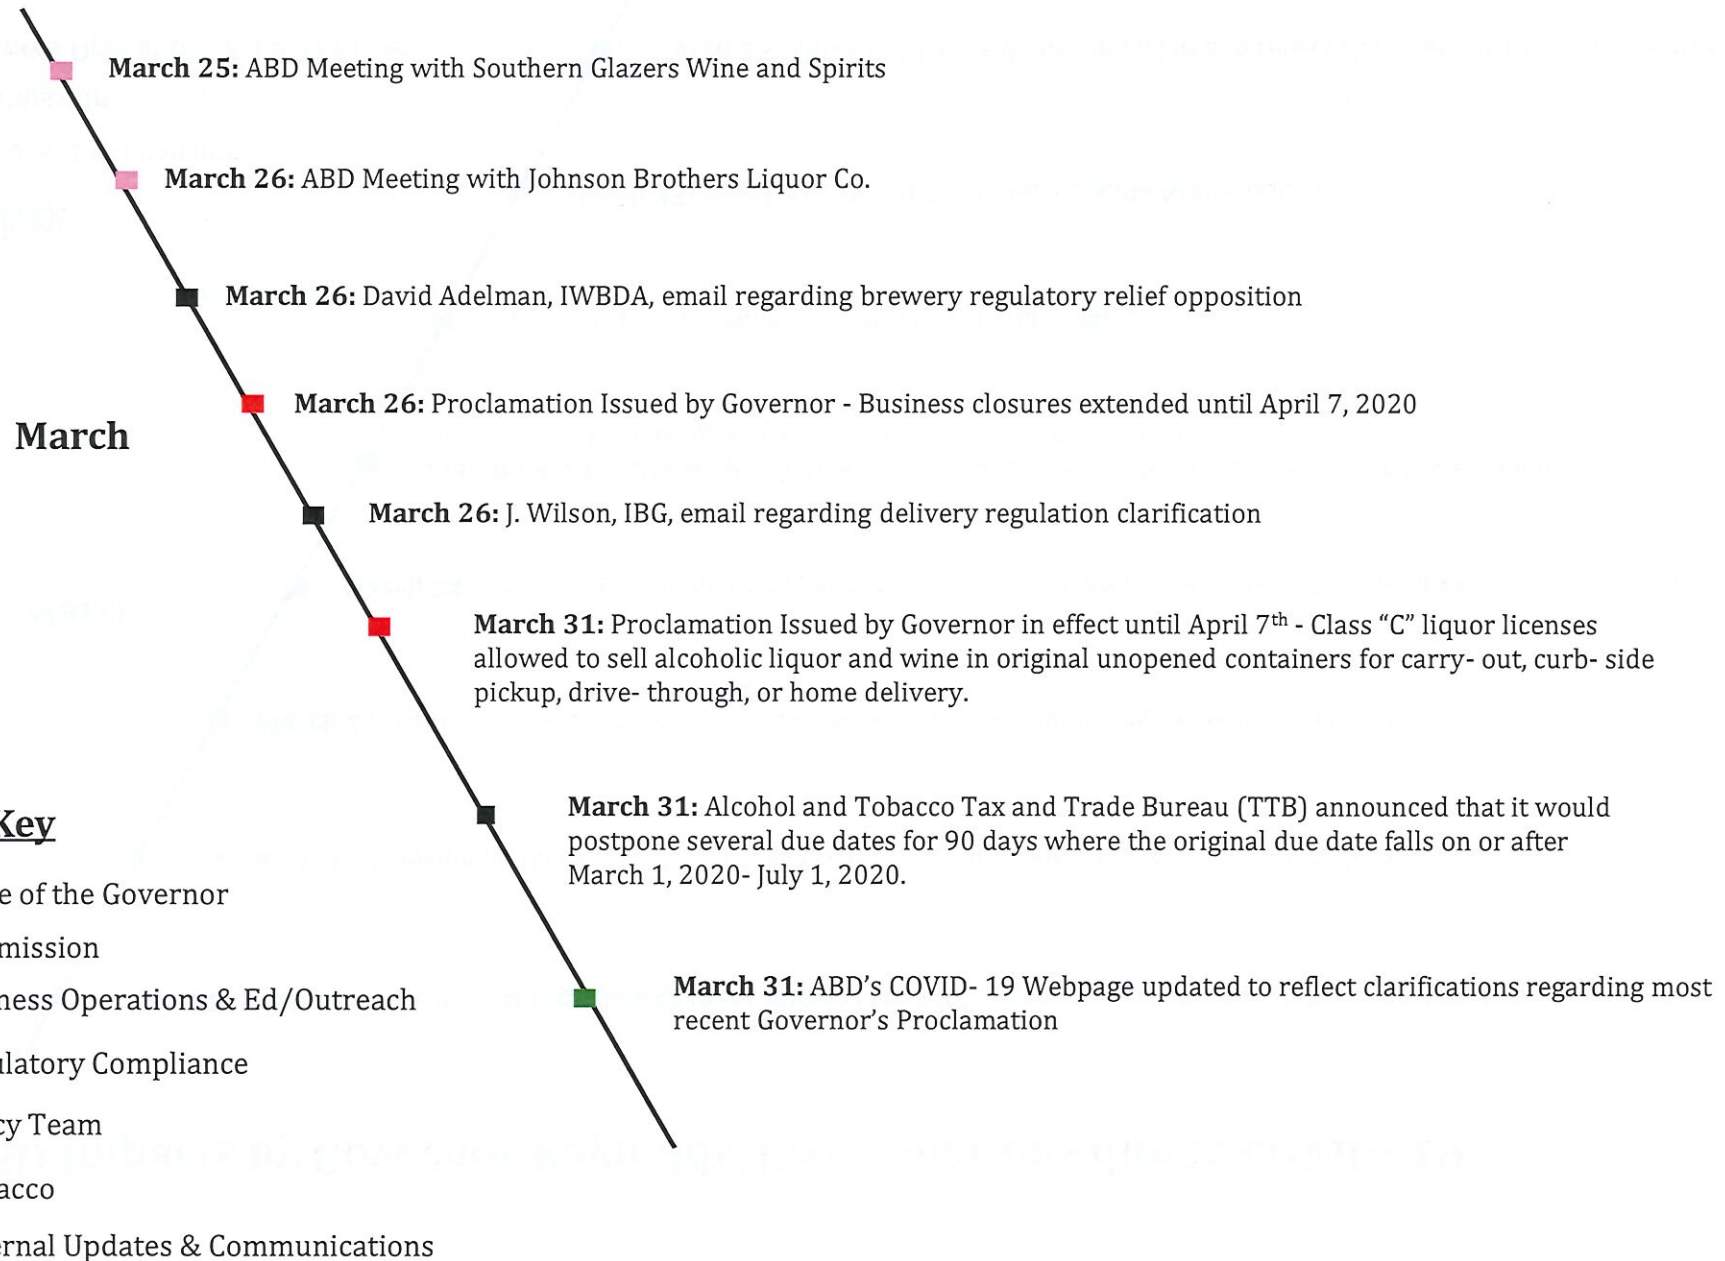 March 25: ABD Meeting with Southern Glazers Wine and Spirits
March 26: ABD Meeting with Johnson Brothers Liquor Co.
March 26: David Adelman, IWBDA, email regarding brewery regulatory relief opposition
March 26: Proclamation Issued by Governor - Business closures extended until April 7, 2020
March
March 26: J. Wilson, IBG, email regarding delivery regulation clarification
March 31: Proclamation Issued by Governor in effect until April 7th - Class “C” liquor licenses
allowed to sell alcoholic liquor and wine in original unopened containers for carry- out, curb- side
pickup, drive- through, or home delivery.
March 31: Alcohol and Tobacco Tax and Trade Bureau (TTB) announced that it would
postpone several due dates for 90 days where the original due date falls on or after
March 1, 2020- July 1, 2020.
March 31: ABD’s COVID- 19 Webpage updated to reflect clarifications regarding most
recent Governor’s Proclamation
Key
e of the Governor
mission
ness Operations & Ed/Outreach
ulatory Compliance
cy Team
acco
ernal Updates & Communications